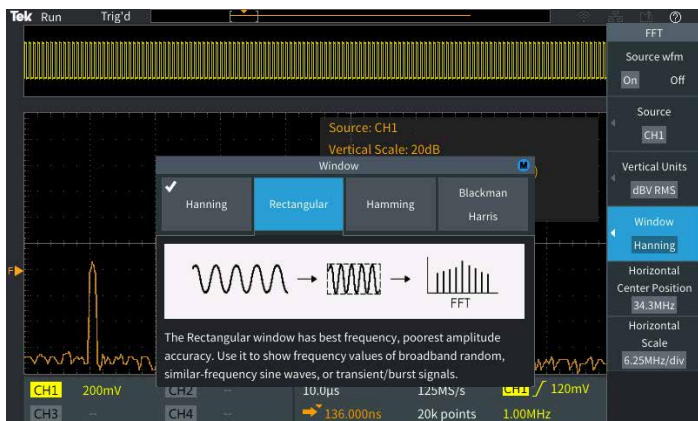 Tek Run Trig'd
FFT
Source wfm
On Off
Source
CH1
Vertical Units
dBV RMS
Window
Hanning
Horizontal
Center Position
34.3MHz
Horizontal
Scale
6.25MHz/div
Source: CH1
Vertical Scale: 20dB
Window M
Hanning
Rectangular
Hamming
Blackman
Harris
FFT
The Rectangular window has best frequency, poorest amplitude
accuracy. Use it to show frequency values of broadband random,
similar-frequency sine waves, or transient/burst signals.
F
CH1 200mV CH2 -- 10.0µs 125MS/s CH1 120mV
CH3 -- CH4 -- 136.000ns 20k points 1.00MHz